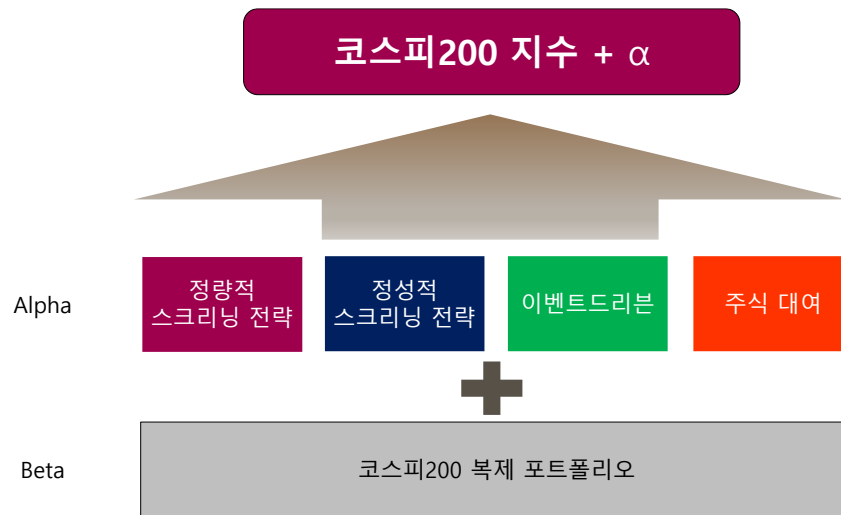 코스피200 지수 + α
Alpha
정량적
스크리닝 전략
정성적
스크리닝 전략
이벤트드리븐
주식 대여
Beta
코스피200 복제 포트폴리오